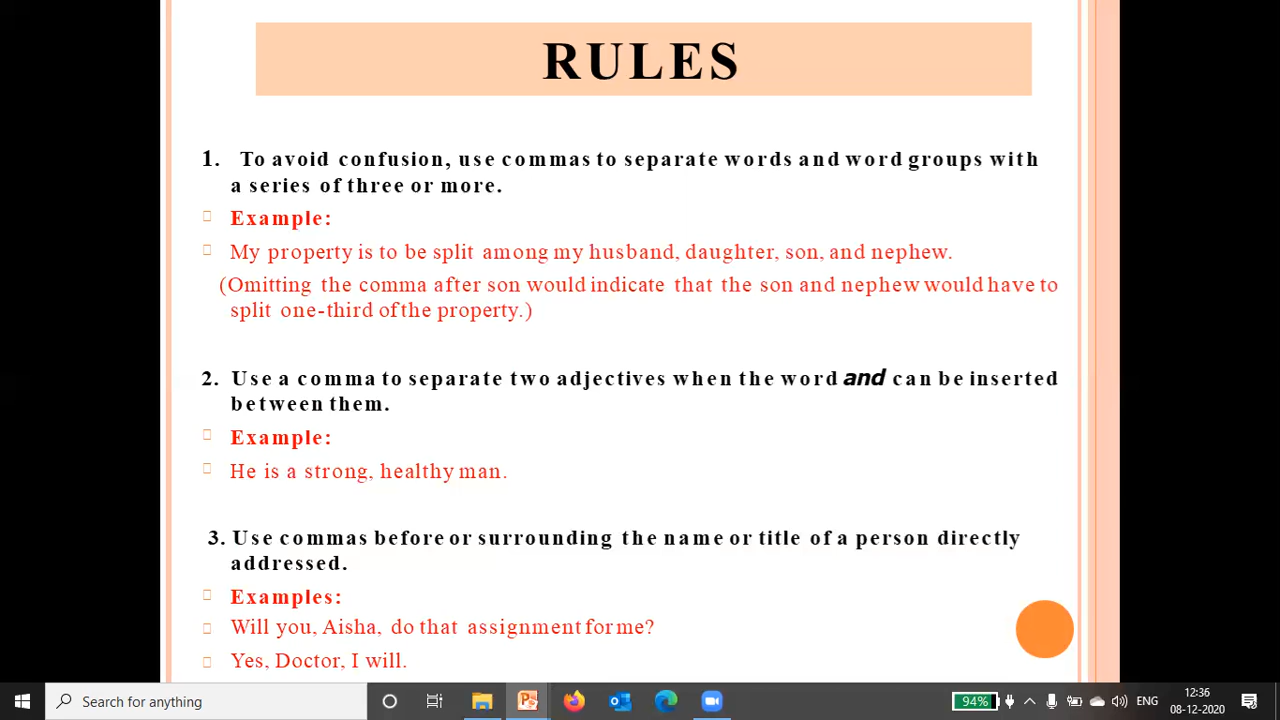 RULES
1. To avoid confusion, use commas to separate words and word groups with
a series of three or more.
Example:
My property is to be split among my husband, daughter, son, and nephew.
(Omitting the comma after son would indicate that the son and nephew would have to
split one-third of the property.)
2. Use a comma to separate two adjectives when the word and can be inserted
between them.
Example:
He is a strong, healthy man.
3. Use commas before or surrounding the name or title of a person directly
addressed.
Examples:
Will you, Aisha, do that assignment for me?
Yes, Doctor, I will.
Search for anything
94%
ENG
12:36
08-12-2020